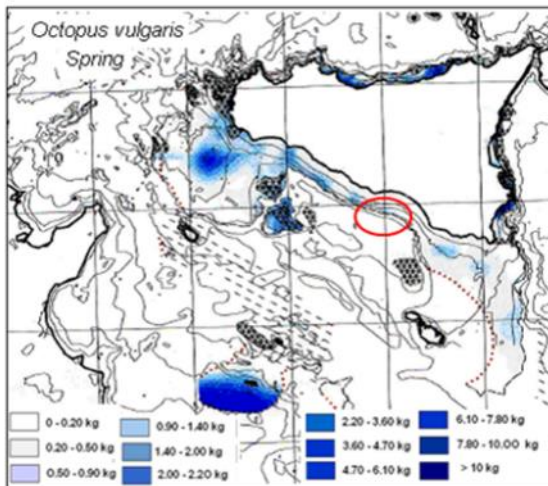 Octopus vulgaris
Spring
0 - 0.20 kg
0.20 - 0.50 kg
0.50 - 0.90 kg
0.90 - 1.40 kg
1.40 - 2.00 kg
2.00 - 2.20 kg
2.20 - 3.60 kg
3.60 - 4.70 kg
4.70 - 6.10 kg
6.10 - 7.80 kg
7.80 - 10.00 kg
> 10 kg